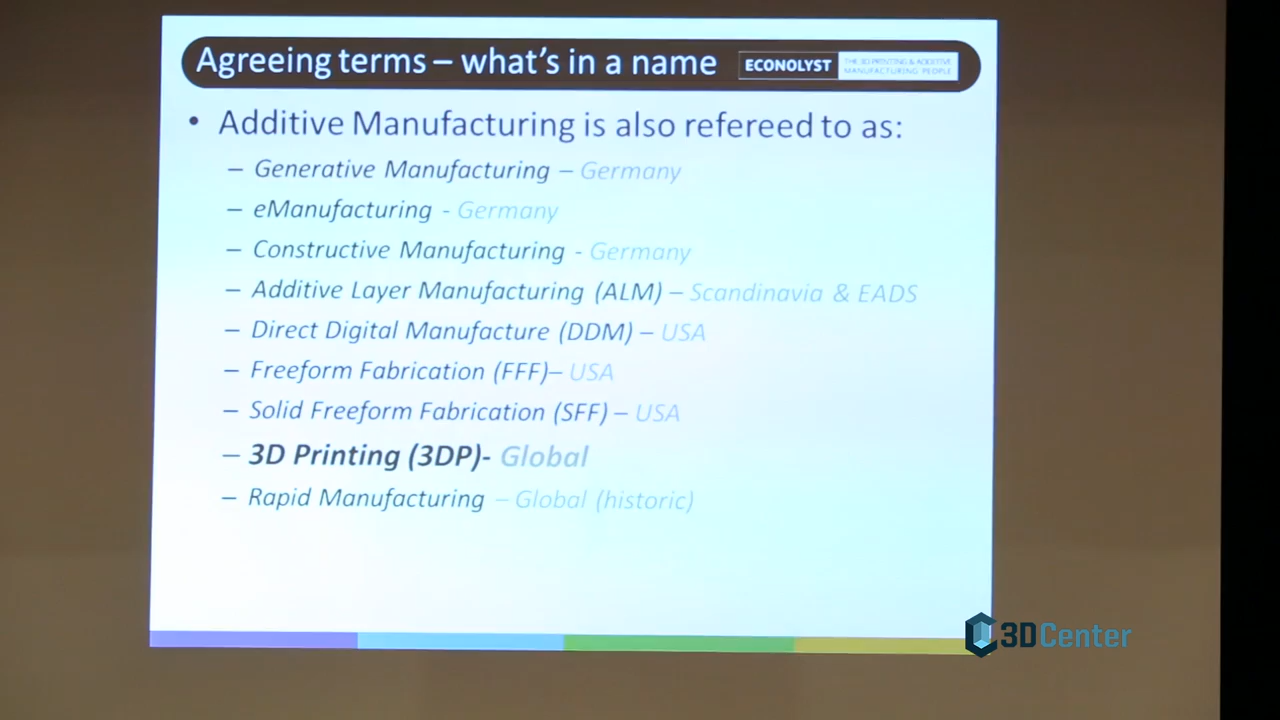 Agreeing terms – what's in a name
ECONOLYST
THE 3D PRINTING & ADDITIVE
MANUFACTURING PEOPLE
• Additive Manufacturing is also refereed to as:
– Generative Manufacturing – Germany
– eManufacturing - Germany
– Constructive Manufacturing - Germany
– Additive Layer Manufacturing (ALM) – Scandinavia & EADS
– Direct Digital Manufacture (DDM) – USA
– Freeform Fabrication (FFF)– USA
– Solid Freeform Fabrication (SFF) – USA
– 3D Printing (3DP)- Global
– Rapid Manufacturing – Global (historic)
3DCenter